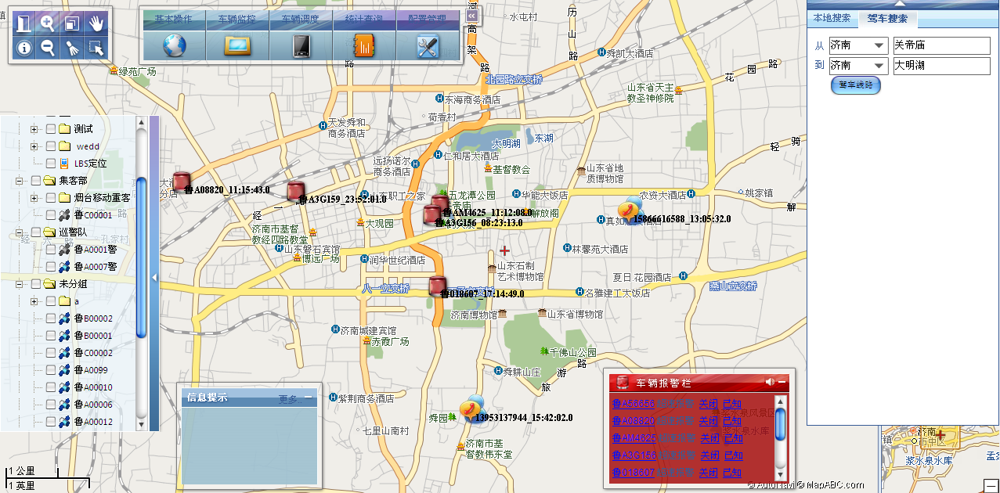 基本操作 车辆监控 车辆调度 统计查询 配置管理
水屯村
历
山
路
河
高
架
路
舜凯大酒店
花 园 路
绿苑广场
北园路立交桥
山东省天主
教圣神修院
东海商务酒店
荷香村
天发舜和
商务酒店
大明湖
东湖
轻 骑
仁和居大酒店
远扬诺尔
商务酒店
基督教会
山东省地
质博物馆
鲁A08820_11:15:43.0
鲁A3G159_23:52:01.0
东职工之家
五龙潭公园
华能大饭店
农资大酒店
姚家镇
解
解放阁
鲁AM4625_11:12:08.0
鲁A3G156_08:23:13.0
15866616588_13:05:32.0
经 一
大观园
济南市基督
教经四路教堂
山东磐石宾馆
博远广场
润华世纪酒店
林馨苑大酒店
山东石制
艺术博物馆
夏日花园酒店
燕山立交桥
八一立交桥
鲁018607_17:14:49.0
名雅建工大饭店
济南博物馆
山东省博物馆
济南城建宾馆
赤霞广场
千佛山公园
旅 游 路
舜耕山庄
紫荆商务酒店
舜园
13953137944_15:42:02.0
七里山南村
济南市基
督教伟东堂
孔家村
测试
wedd
LBS定位
集客部
烟台移动重客
鲁C00001
巡警队
鲁A0001警
鲁A0007警
未分组
a
鲁B00002
鲁B00001
鲁C00002
鲁A099
鲁A00010
鲁A00006
鲁A00012
信息提示 更多..
车辆报警栏
鲁A56656 关闭 已知
鲁A08820 关闭 已知
鲁AM4625 关闭 已知
鲁A3G156 关闭 已知
鲁018607 关闭 已知
本地搜索 驾车搜索
从 济南 关帝庙
到 济南 大明湖
驾车线路
济南
市中区
镇
浆水泉水库
孟
1 公里
1 英里
© AutoNavi © MapABC.com